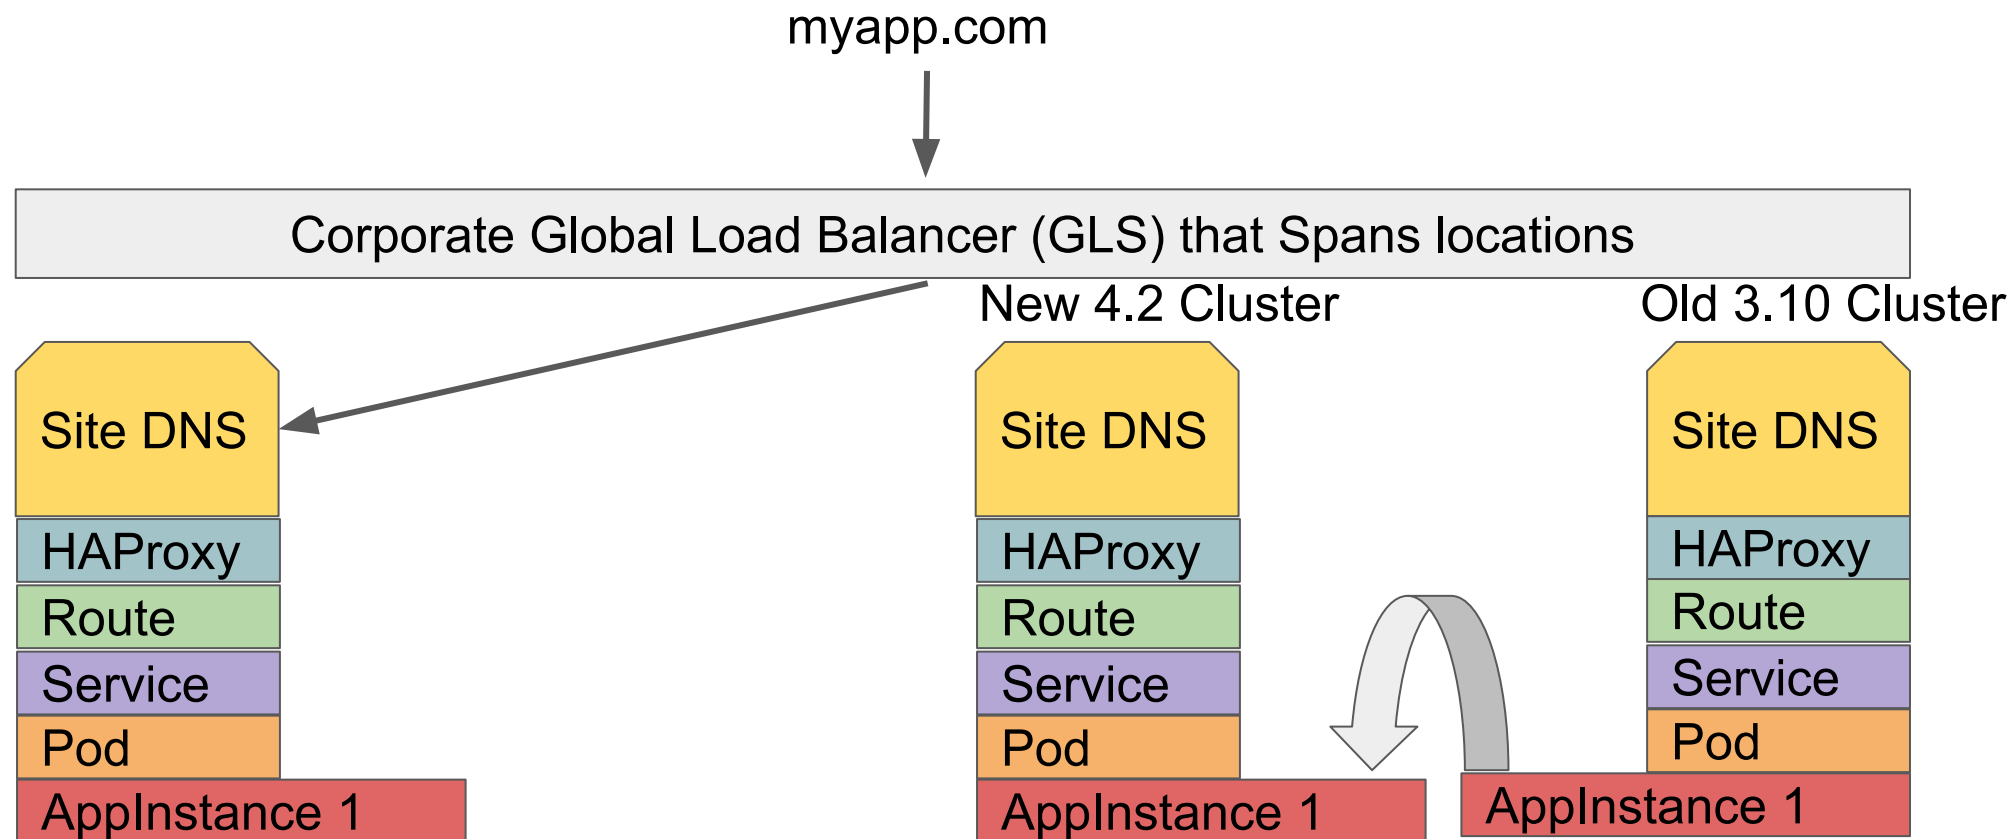 myapp.com
Corporate Global Load Balancer (GLS) that Spans locations
New 4.2 Cluster
Old 3.10 Cluster
Site DNS
HAProxy
Route
Service
Pod
AppInstance 1
Site DNS
HAProxy
Route
Service
Pod
AppInstance 1
Site DNS
HAProxy
Route
Service
Pod
AppInstance 1